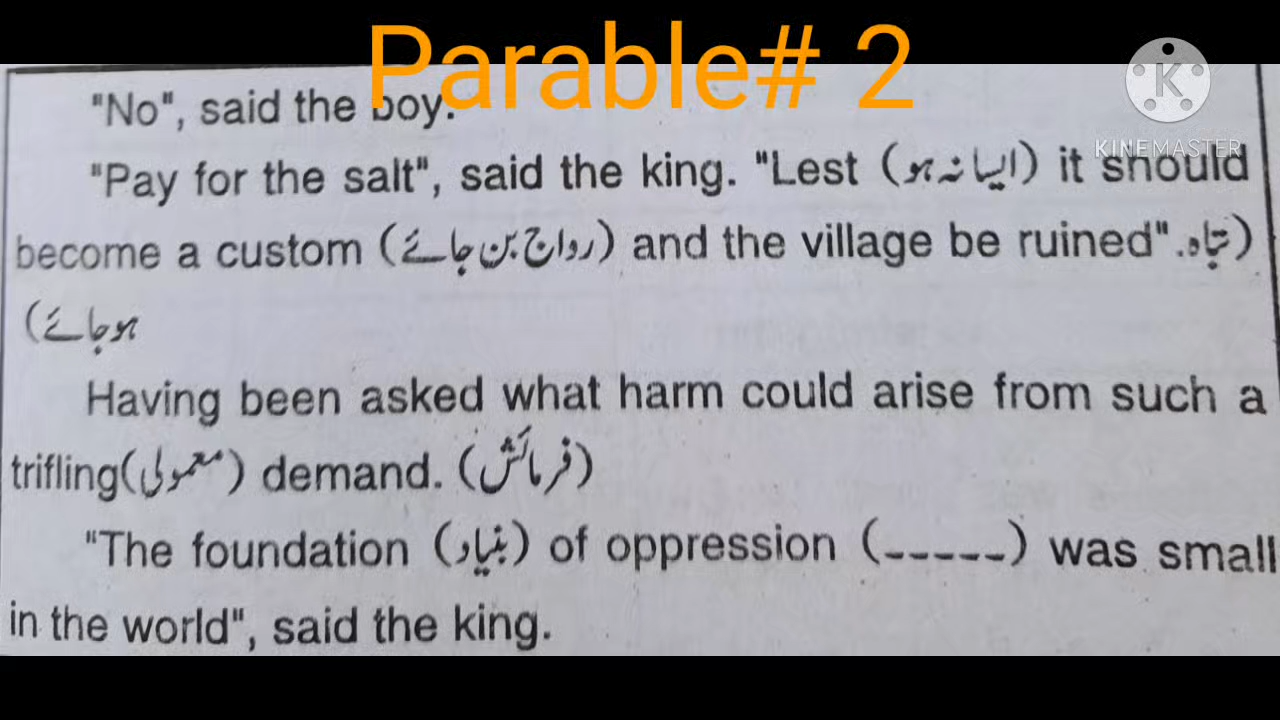 Parable# 2
K
KINEMASTER
"No", said the boy.
"Pay for the salt", said the king. "Lest (ایسا نہ ہو) it should
become a custom (رواج بن جائے) and the village be ruined". (تباہ
ہو جائے)
Having been asked what harm could arise from such a
trifling(معمولی) demand. (فرمائش)
"The foundation (بنیاد) of oppression (-----) was small
in the world", said the king.